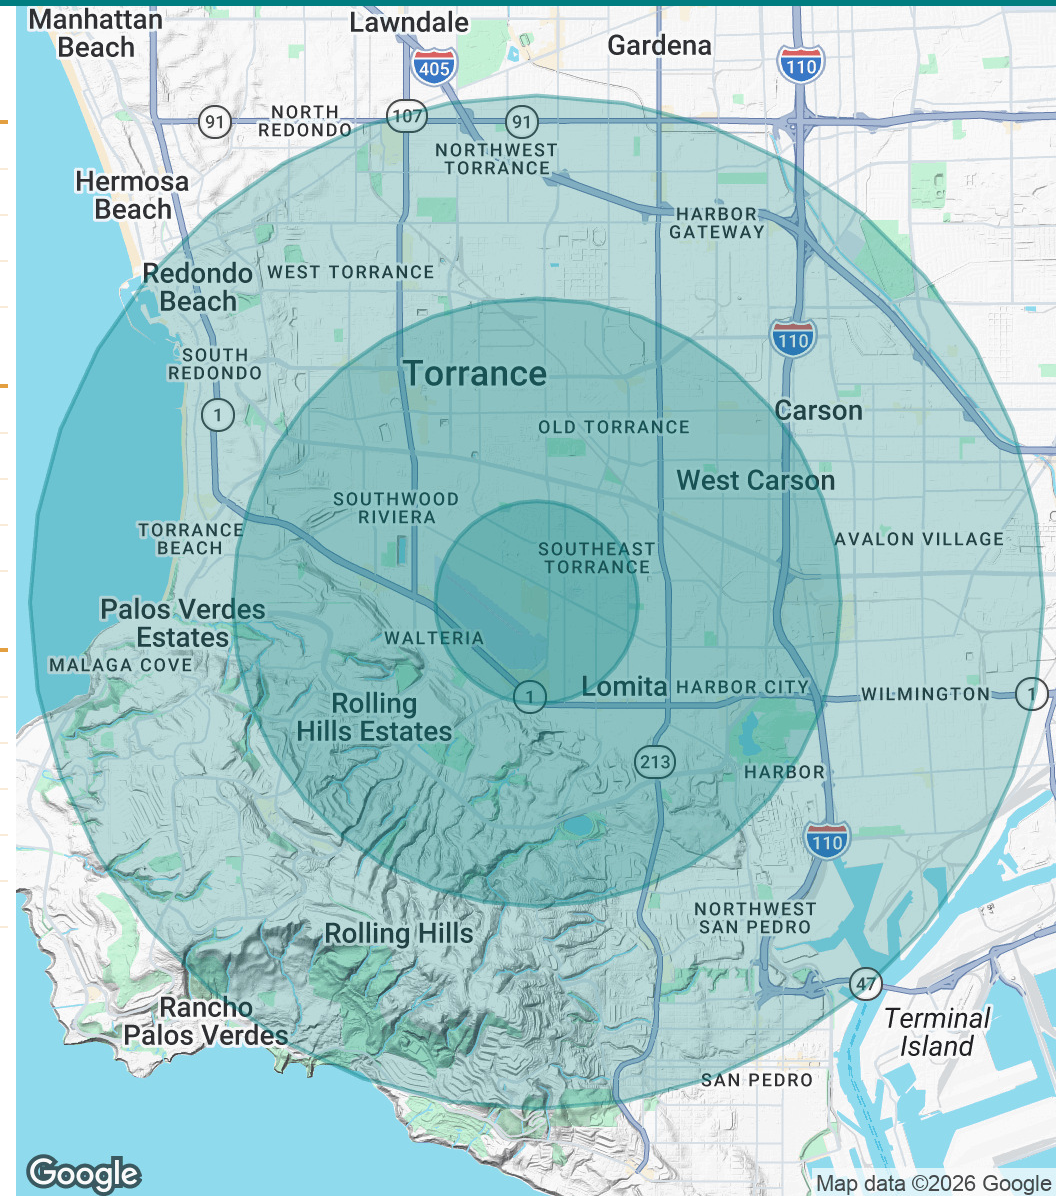 Manhattan
Beach
Lawndale
Gardena
405
110
91
NORTH
REDONDO
107
91
NORTHWEST
TORRANCE
Hermosa
Beach
HARBOR
GATEWAY
Redondo
Beach
WEST TORRANCE
110
SOUTH
REDONDO
Torrance
1
Carson
OLD TORRANCE
West Carson
SOUTHWOOD
RIVIERA
TORRANCE
BEACH
SOUTHEAST
TORRANCE
AVALON VILLAGE
Palos Verdes
Estates
WALTERIA
MALAGA COVE
Lomita
HARBOR CITY
WILMINGTON
1
1
Rolling
Hills Estates
213
HARBOR
110
NORTHWEST
SAN PEDRO
Rolling Hills
47
Rancho
Palos Verdes
Terminal
Island
SAN PEDRO
Google
Map data ©2026 Google